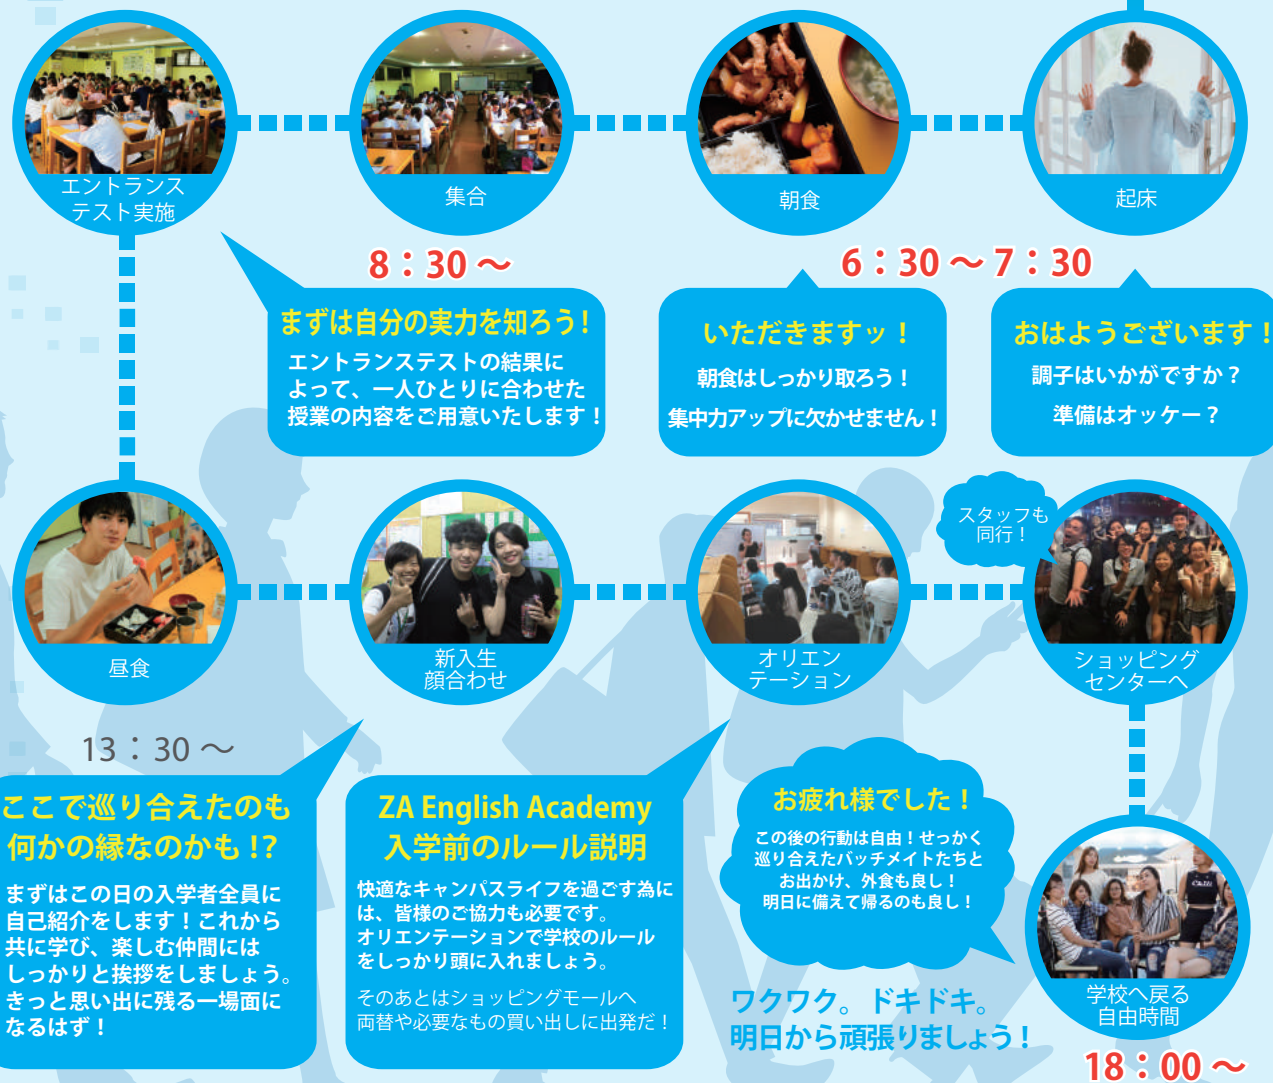 エントランス
テスト実施
集合
朝食
起床
8：30～
6：30～7：30
まずは自分の実力を知ろう！
エントランステストの結果に
よって、一人ひとりに合わせた
授業の内容をご用意いたします！
いただきますッ！
朝食はしっかり取ろう！
集中力アップに欠かせません！
おはようございます！
調子はいかがですか？
準備はオッケー？
昼食
新入生
顔合わせ
オリエン
テーション
スタッフも
同行！
ショッピング
センターへ
13：30～
ここで巡り合えたのも
何かの縁なのかも!?
まずはこの日の入学者全員に
自己紹介をします！これから
共に学び、楽しむ仲間には
しっかりと挨拶をしましょう。
きっと思い出に残る一場面に
なるはず！
ZA English Academy
入学前のルール説明
快適なキャンパスライフを過ごす為に
は、皆様のご協力も必要です。
オリエンテーションで学校のルール
をしっかり頭に入れましょう。
そのあとはショッピングモールへ
両替や必要なもの買い出しに出発だ！
お疲れ様でした！
この後の行動は自由！せっかく
巡り合えたバッチメイトたちと
お出かけ、外食も良し！
明日に備えて帰るのも良し！
ワクワク。ドキドキ。
明日から頑張りましょう！
学校へ戻る
自由時間
18：00～